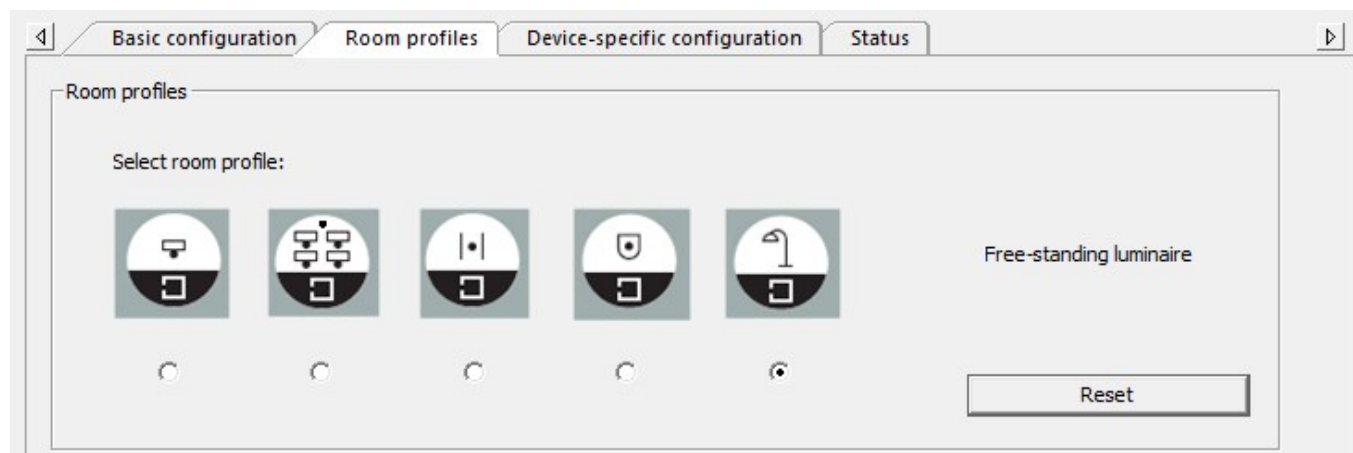 Basic configuration Room profiles Device-specific configuration Status
Room profiles
Select room profile:
Free-standing luminaire
Reset